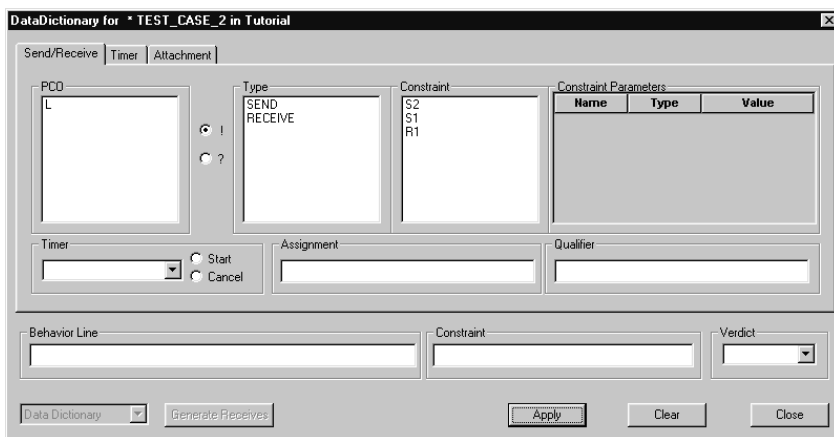 DataDictionary for * TEST_CASE_2 in Tutorial
Send/Receive Timer Attachment
PCO Type Constraint Constraint Parameters
L SEND S2 Name Type Value
RECEIVE S1
! R1
?
Timer Assignment Qualifier
Start
Cancel
Behavior Line Constraint Verdict
Data Dictionary Generate Receives Apply Clear Close